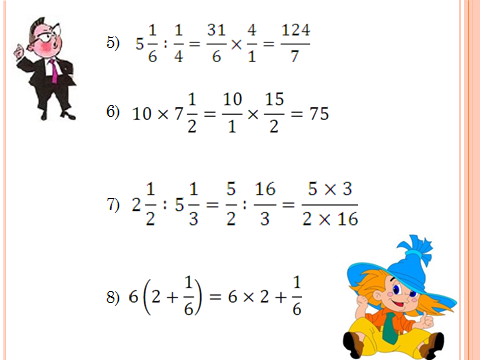 5) 5 1/6 : 1/4 = 31/6 × 4/1 = 124/7
6) 10 × 7 1/2 = 10/1 × 15/2 = 75
7) 2 1/2 : 5 1/3 = 5/2 : 16/3 = (5 × 3)/(2 × 16)
8) 6(2 + 1/6) = 6 × 2 + 1/6